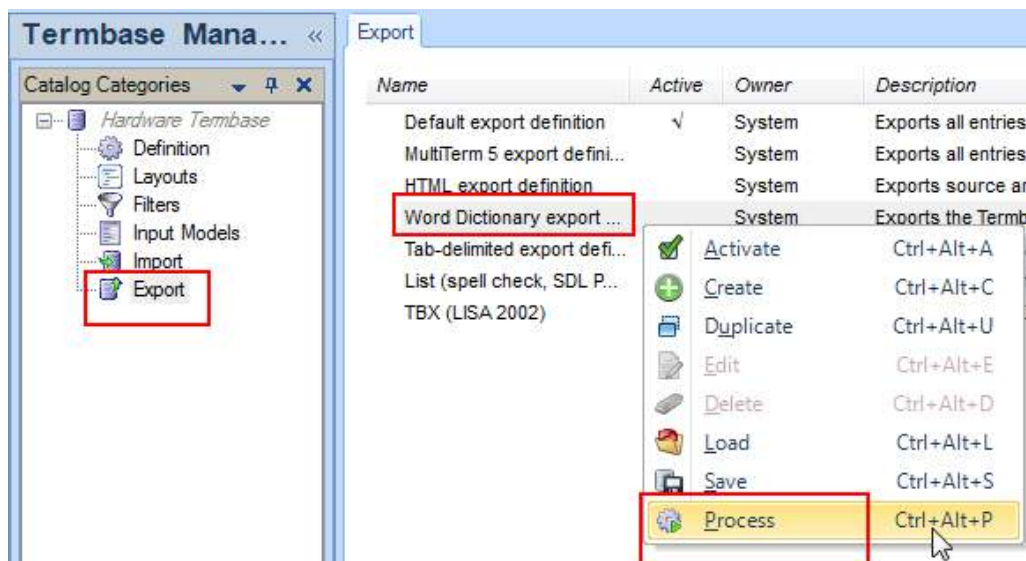 Termbase Mana... «
Export
Catalog Categories
Hardware Termbase
Definition
Layouts
Filters
Input Models
Import
Export
Name Active Owner Description
Default export definition √ System Exports all entries
MultiTerm 5 export defini... System Exports all entries
HTML export definition System Exports source
Word Dictionary export ... System Exports the
Tab-delimited export defi...
List (spell check, SDL P...
TBX (LISA 2002)
Activate Ctrl+Alt+A
Create Ctrl+Alt+C
Duplicate Ctrl+Alt+U
Edit Ctrl+Alt+E
Delete Ctrl+Alt+D
Load Ctrl+Alt+L
Save Ctrl+Alt+S
Process Ctrl+Alt+P